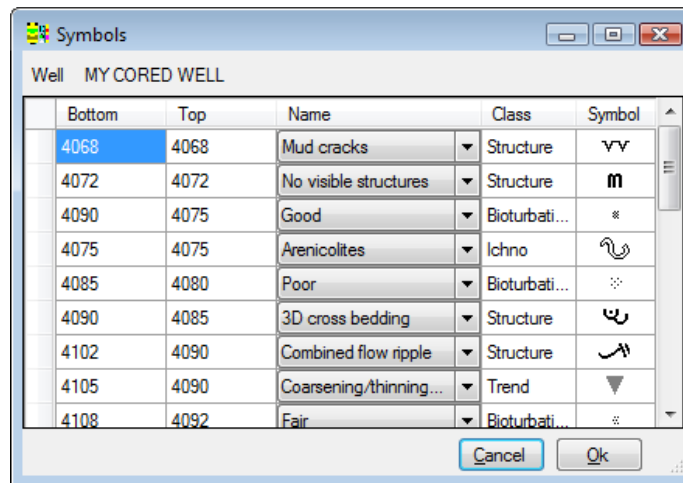 Symbols
Well MY CORED WELL
Bottom Top Name Class Symbol
4068 4068 Mud cracks Structure
4072 4072 No visible structures Structure
4090 4075 Good Bioturbati...
4075 4075 Arenicolites Ichno
4085 4080 Poor Bioturbati...
4090 4085 3D cross bedding Structure
4102 4090 Combined flow ripple Structure
4105 4090 Coarsening/thinning... Trend
4108 4092 Fair Bioturbati...
Cancel Ok